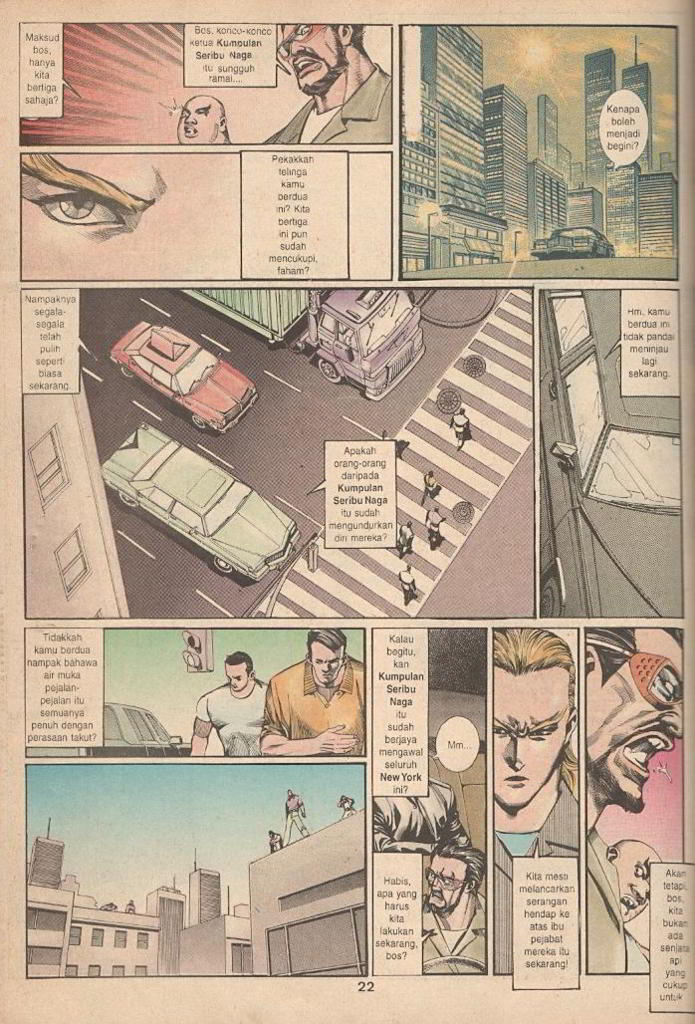 Maksud
bos,
hanya
kita
bertiga
sahaja?
Bos, konco-konco
ketua Kumpulan
Seribu Naga
itu sungguh
ramai....
Kenapa
boleh
menjadi
begini?
Pekakkah
telinga
kamu
berdua
ini? Kita
bertiga
ini pun
sudah
mencukupi,
faham?
Nampaknya
segala-
segala
telah
pulih
seperti
biasa
sekarang.
Apakah
orang-orang
daripada
Kumpulan
Seribu Naga
itu sudah
mengundurkan
diri mereka?
Hm, kamu
berdua ini
tidak pandai
meninjau
lagi
sekarang.
Tidakkah
kamu berdua
nampak bahawa
air muka
pejalan-
pejalan itu
semuanya
penuh dengan
perasaan takut?
Kalau
begitu,
kan
Kumpulan
Seribu
Naga
itu
sudah
berjaya
mengawal
seluruh
New York
ini?
Mm...
Habis,
apa yang
harus
kita
lakukan
sekarang,
bos?
Kita mesti
melancarkan
serangan
hendap ke
atas ibu
pejabat
mereka itu
sekarang!
Akan
tetapi,
bos,
kita
bukan
ada
senjata
api
yang
cukup
untuk
22